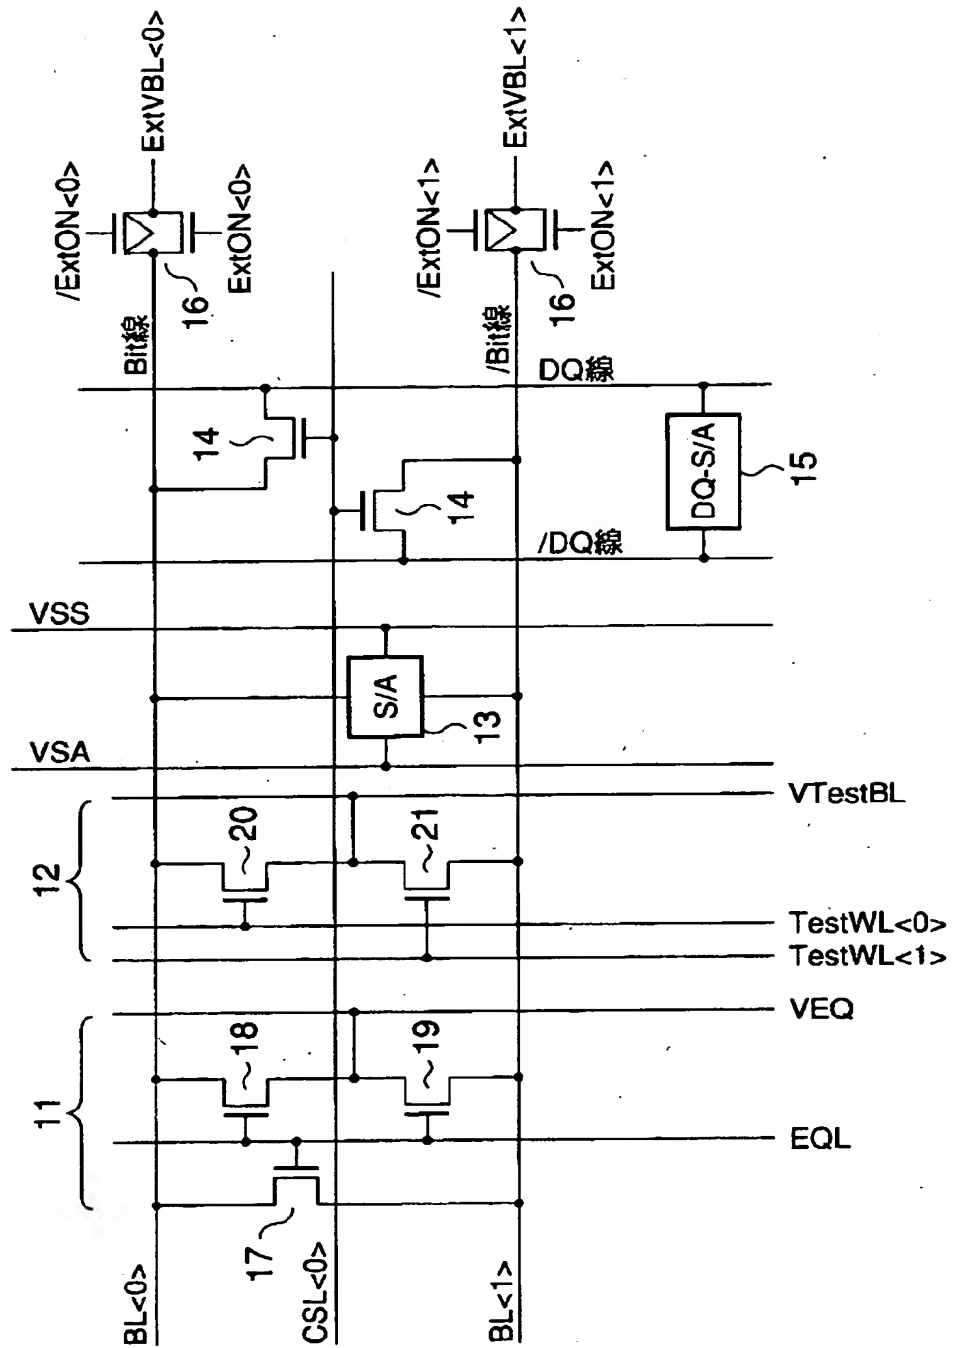 /ExtON<0>
ExtVBL<0>
ExtON<0>
16
Bit線
/ExtON<1>
ExtVBL<1>
ExtON<1>
16
/Bit線
DQ線
14
14
DQ-S/A
15
/DQ線
VSS
S/A
13
VSA
VTestBL
12
20
21
TestWL<0>
TestWL<1>
VEQ
11
18
19
EQL
17
BL<0>
CSL<0>
BL<1>